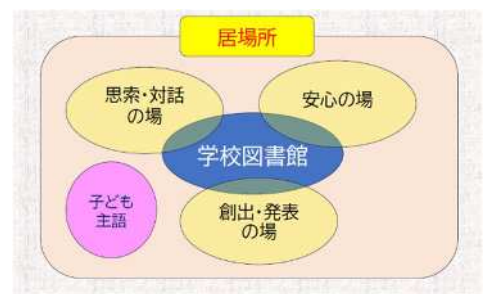 居場所
思索・対話
の場
安心の場
学校図書館
子ども
主語
創出・発表
の場